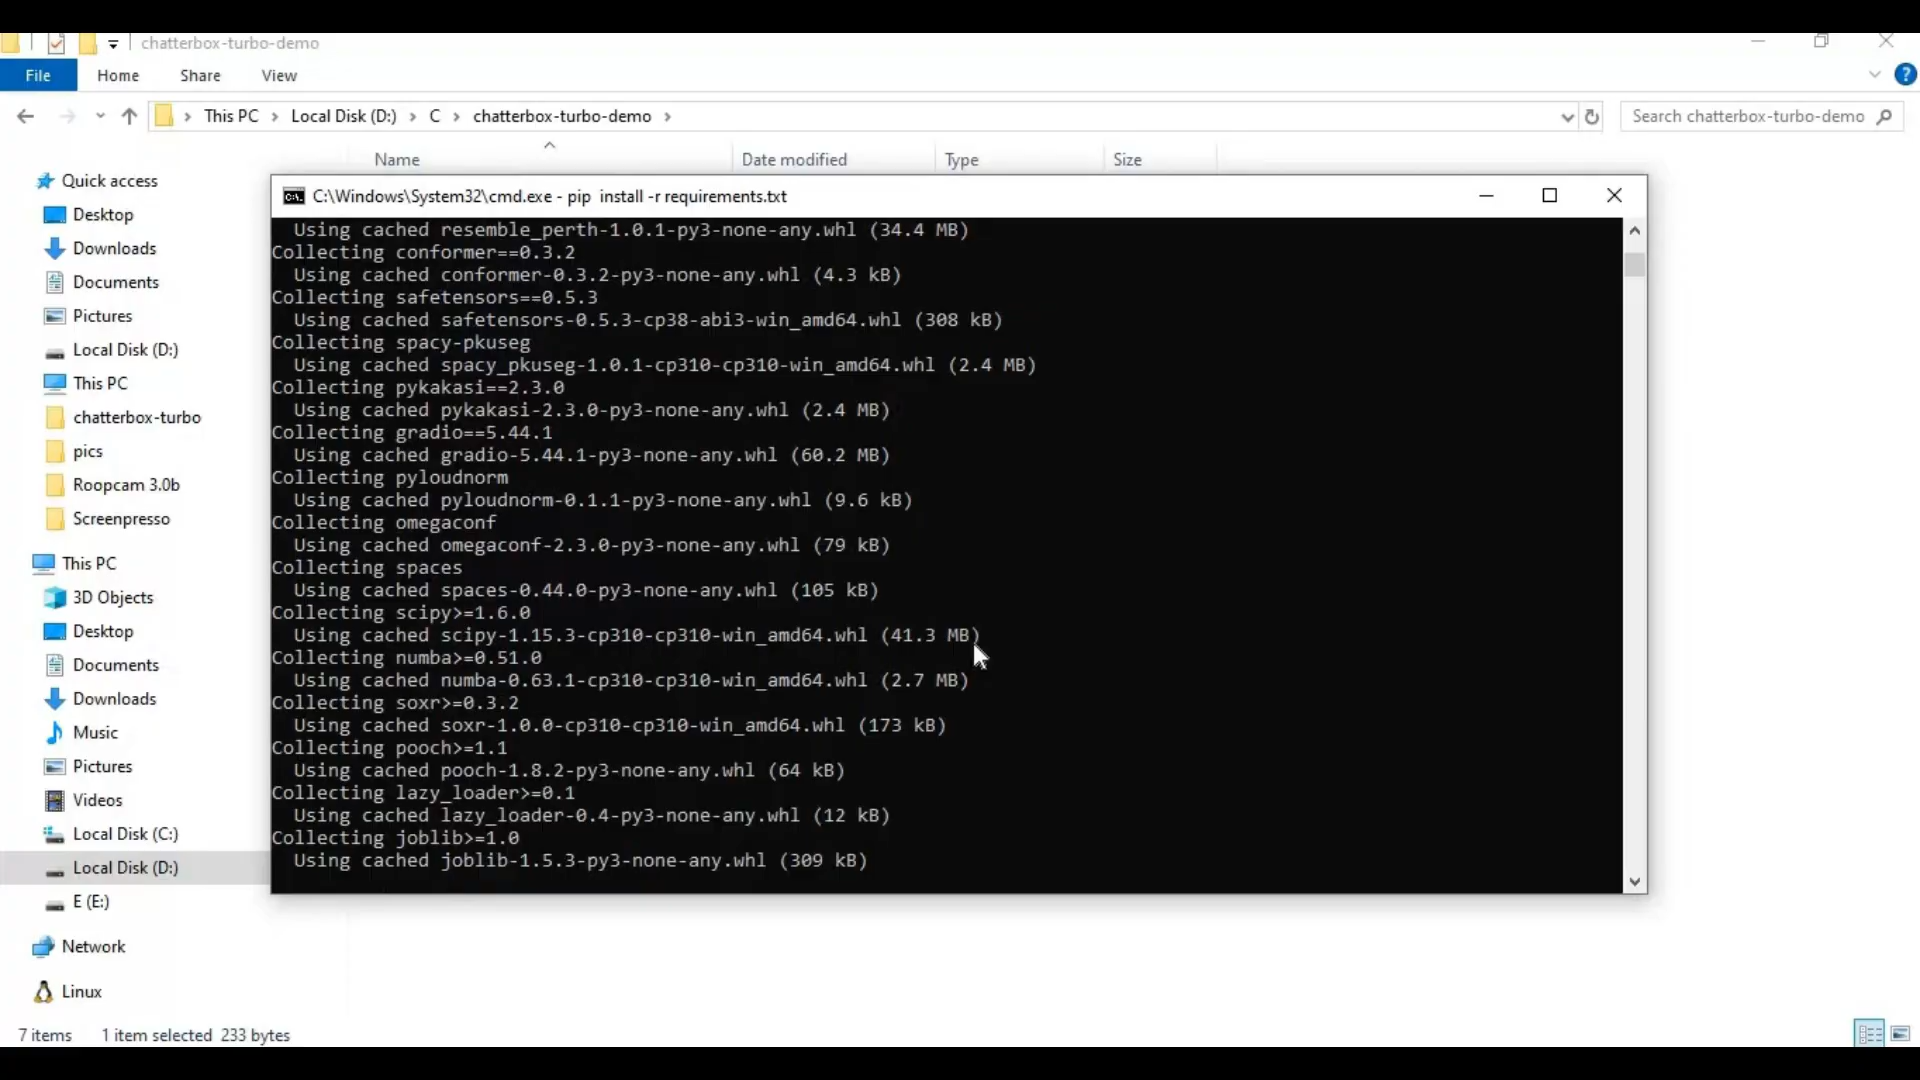 chatterbox-turbo-demo
File Home Share View
This PC Local Disk (D:) C chatterbox-turbo-demo
Search chatterbox-turbo-demo
Name Date modified Type Size
Quick access
Desktop
Downloads
Documents
Pictures
Local Disk (D:)
This PC
chatterbox-turbo
pics
Roopcam 3.0b
Screenpresso
This PC
3D Objects
Desktop
Documents
Downloads
Music
Pictures
Videos
Local Disk (C:)
Local Disk (D:)
E (E:)
Network
Linux
C:\Windows\System32\cmd.exe - pip  install -r requirements.txt
Using cached resemble_perth-1.0.1-py3-none-any.whl (34.4 MB)
Collecting conformer==0.3.2
Using cached conformer-0.3.2-py3-none-any.whl (4.3 kB)
Collecting safetensors==0.5.3
Using cached safetensors-0.5.3-cp38-abi3-win_amd64.whl (308 kB)
Collecting spacy-pkuseg
Using cached spacy_pkuseg-1.0.1-cp310-cp310-win_amd64.whl (2.4 MB)
Collecting pykakasi==2.3.0
Using cached pykakasi-2.3.0-py3-none-any.whl (2.4 MB)
Collecting gradio==5.44.1
Using cached gradio-5.44.1-py3-none-any.whl (60.2 MB)
Collecting pyloudnorm
Using cached pyloudnorm-0.1.1-py3-none-any.whl (9.6 kB)
Collecting omegaconf
Using cached omegaconf-2.3.0-py3-none-any.whl (79 kB)
Collecting spaces
Using cached spaces-0.44.0-py3-none-any.whl (105 kB)
Collecting scipy>=1.6.0
Using cached scipy-1.15.3-cp310-cp310-win_amd64.whl (41.3 MB)
Collecting numba>=0.51.0
Using cached numba-0.63.1-cp310-cp310-win_amd64.whl (2.7 MB)
Collecting soxr>=0.3.2
Using cached soxr-1.0.0-cp310-cp310-win_amd64.whl (173 kB)
Collecting pooch>=1.1
Using cached pooch-1.8.2-py3-none-any.whl (64 kB)
Collecting lazy_loader>=0.1
Using cached lazy_loader-0.4-py3-none-any.whl (12 kB)
Collecting joblib>=1.0
Using cached joblib-1.5.3-py3-none-any.whl (309 kB)
7 items 1 item selected 233 bytes